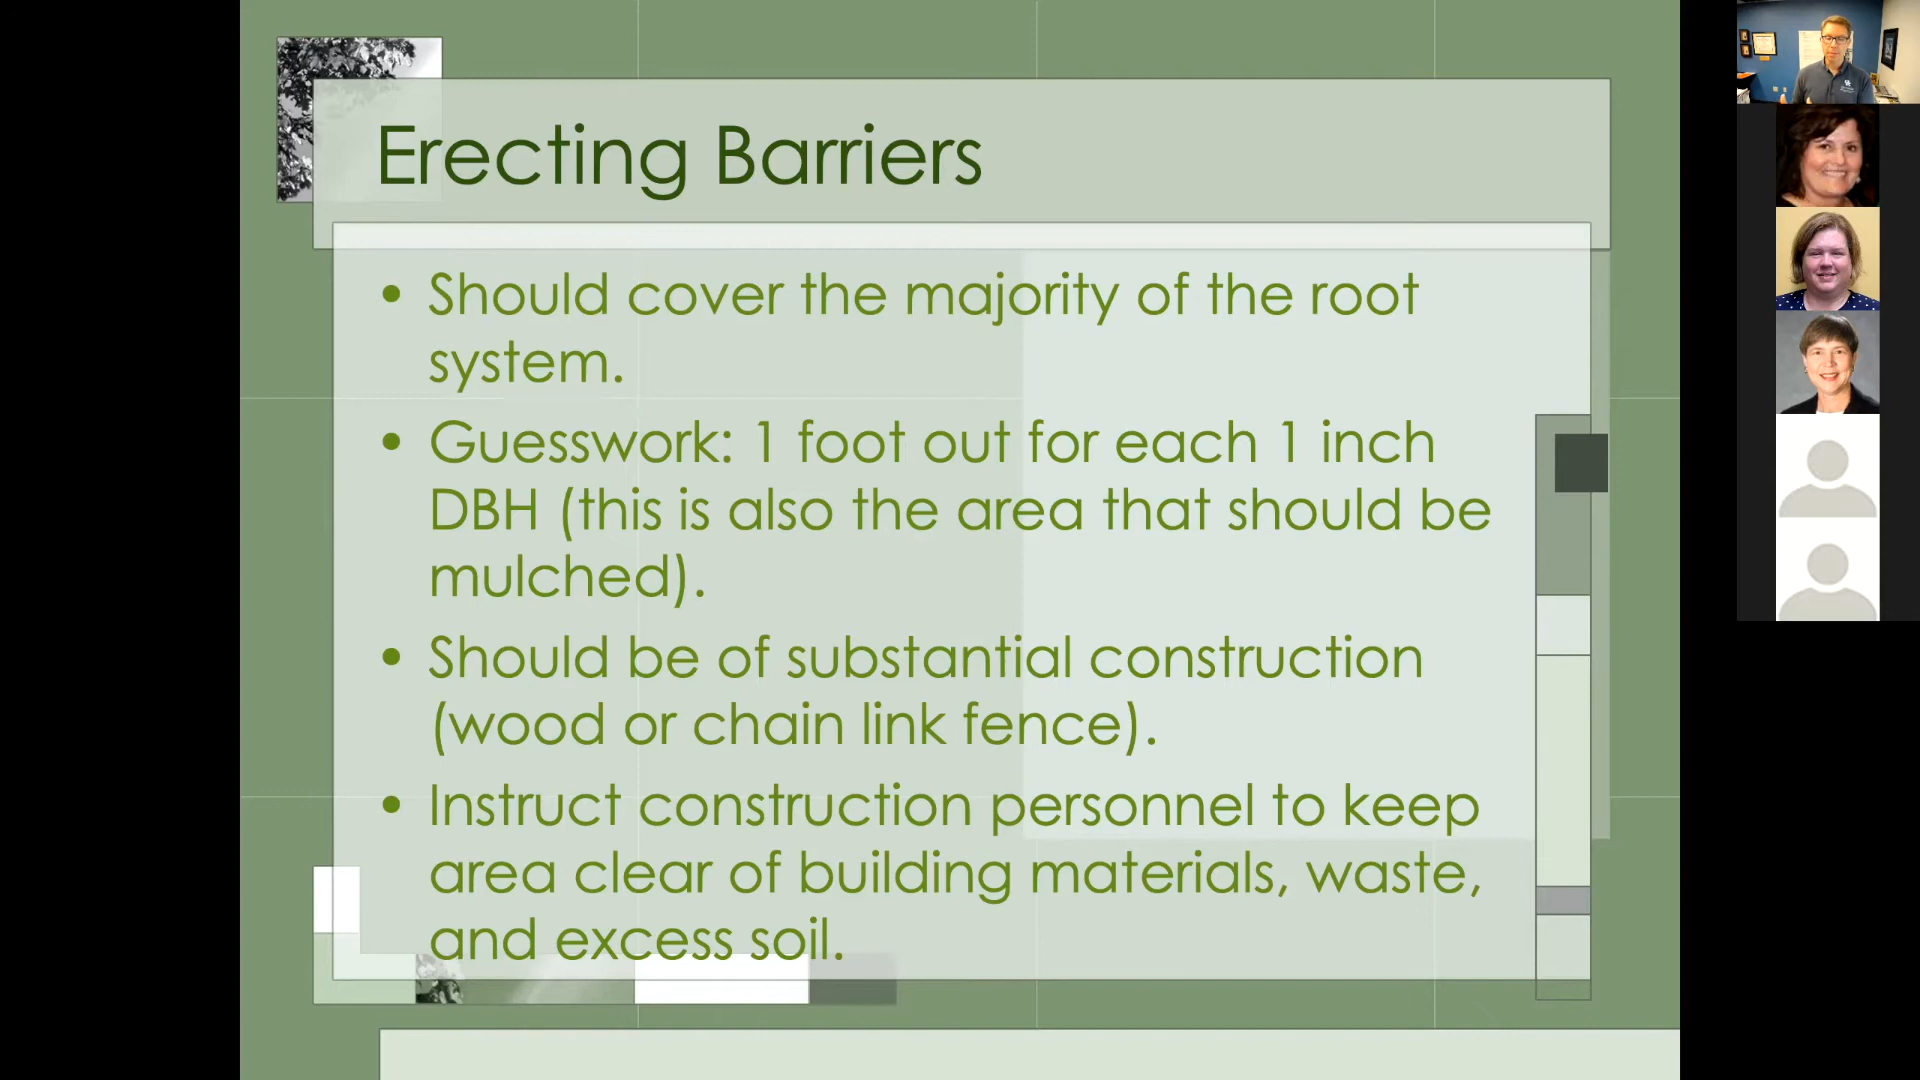 Erecting Barriers
• Should cover the majority of the root
system.
• Guesswork: 1 foot out for each 1 inch
DBH (this is also the area that should be
mulched).
• Should be of substantial construction
(wood or chain link fence).
• Instruct construction personnel to keep
area clear of building materials, waste,
and excess soil.